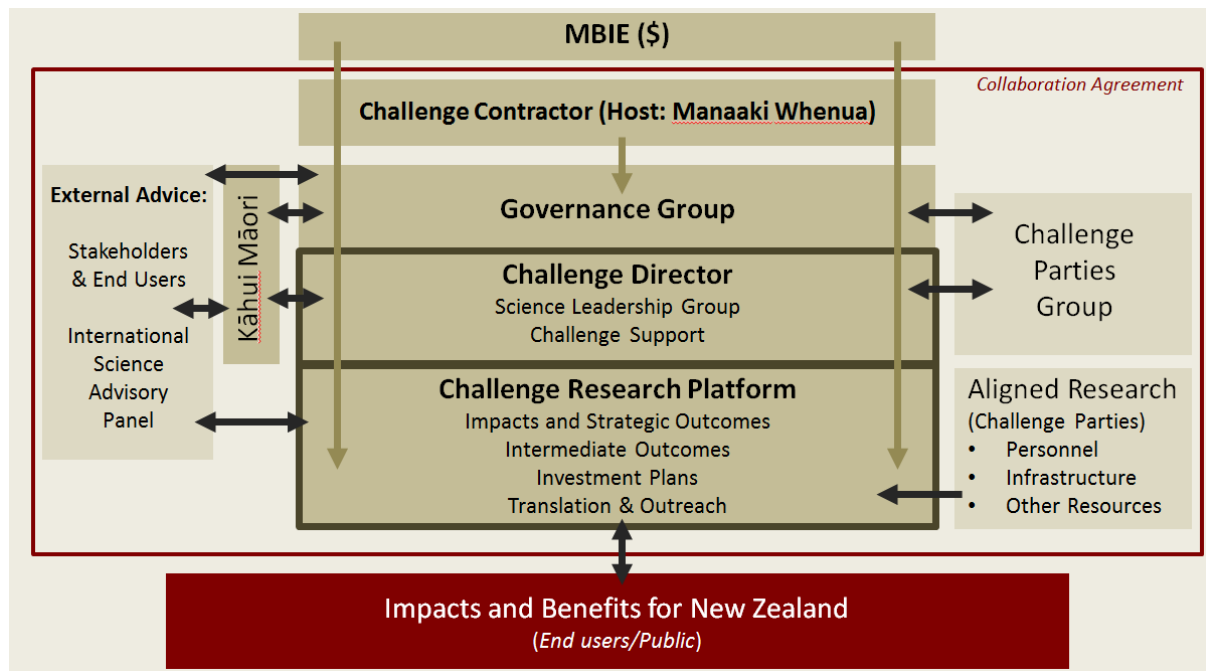 MBIE ($)
Collaboration Agreement
Challenge Contractor (Host: Manaaki Whenua)
External Advice:
Stakeholders
& End Users
International
Science
Advisory
Panel
Kāhui Māori
Governance Group
Challenge Director
Science Leadership Group
Challenge Support
Challenge Research Platform
Impacts and Strategic Outcomes
Intermediate Outcomes
Investment Plans
Translation & Outreach
Challenge
Parties
Group
Aligned Research
(Challenge Parties)
• Personnel
• Infrastructure
• Other Resources
Impacts and Benefits for New Zealand
(End users/Public)